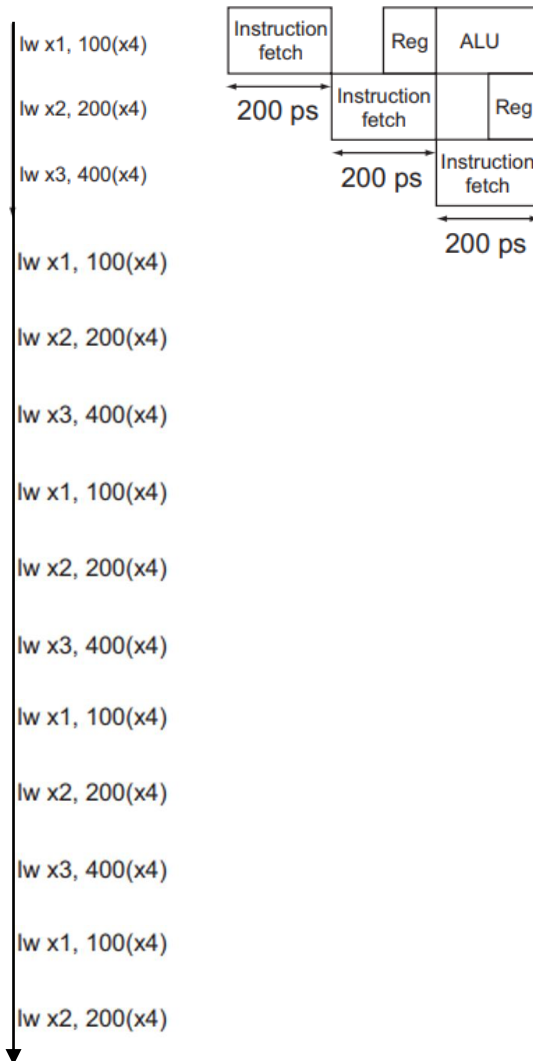 lw x1, 100(x4)
Instruction
fetch
Reg
ALU
lw x2, 200(x4)
200 ps
Instruction
fetch
Reg
lw x3, 400(x4)
200 ps
Instruction
fetch
200 ps
lw x1, 100(x4)
lw x2, 200(x4)
lw x3, 400(x4)
lw x1, 100(x4)
lw x2, 200(x4)
lw x3, 400(x4)
lw x1, 100(x4)
lw x2, 200(x4)
lw x3, 400(x4)
lw x1, 100(x4)
lw x2, 200(x4)